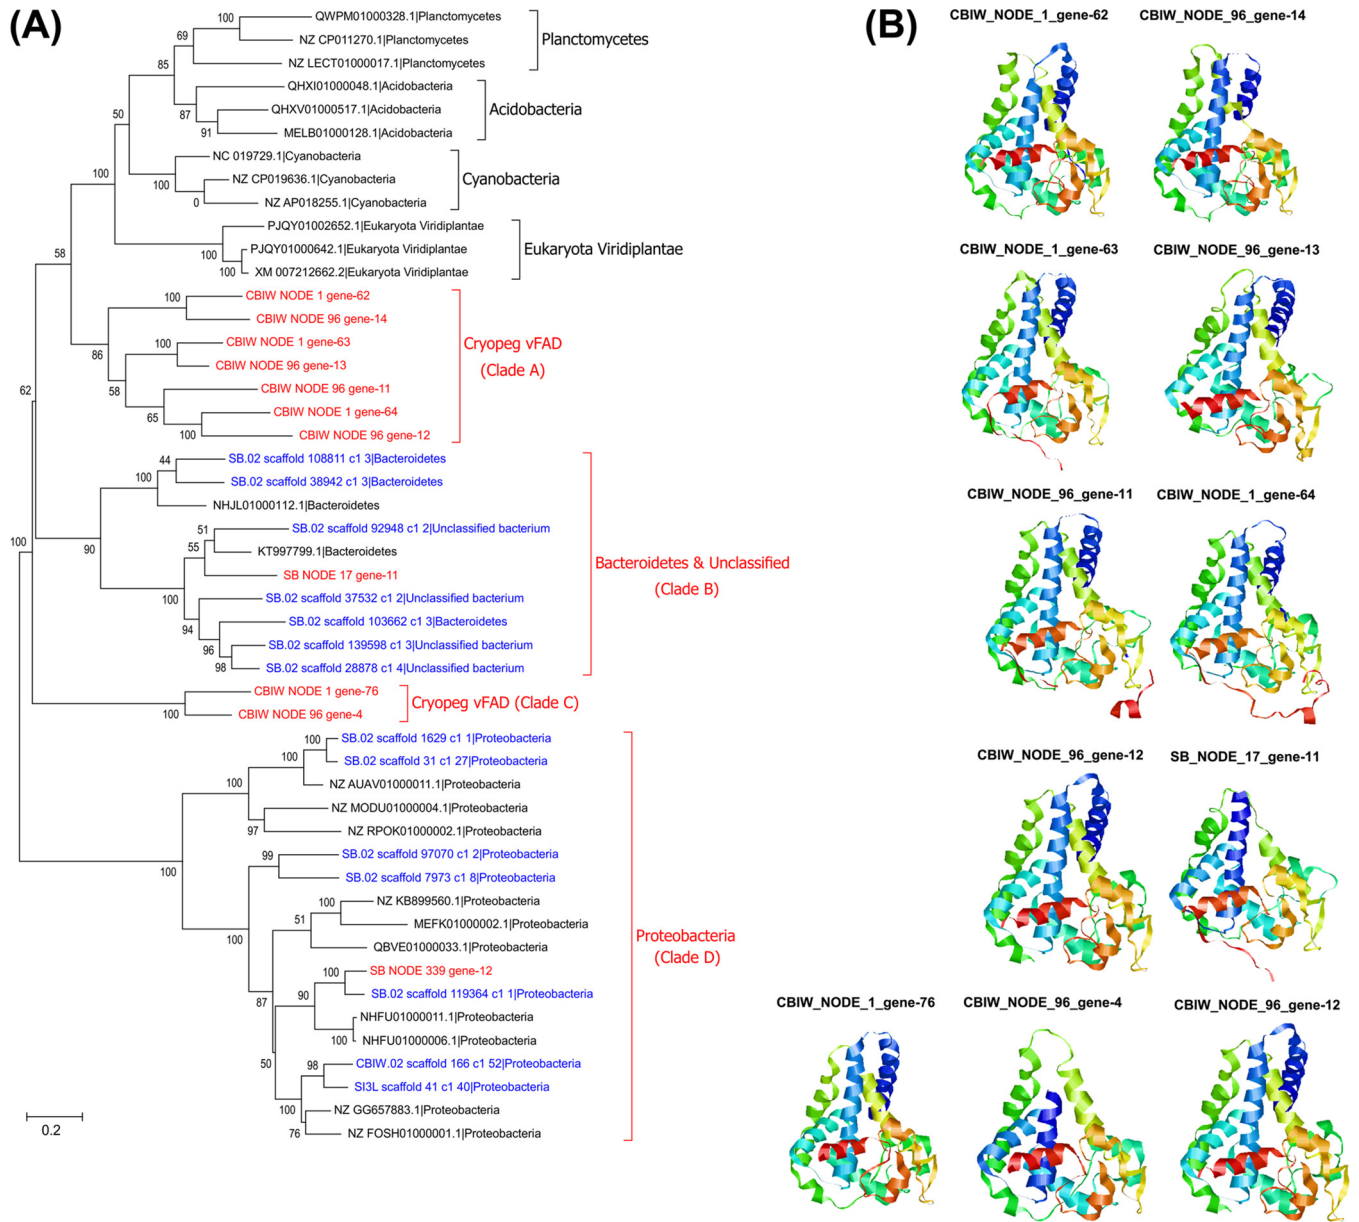 (A)
QWPM01000328.1|Planctomycetes
100
69
NZ CP011270.1|Planctomycetes
Planctomycetes
NZ LECT01000017.1|Planctomycetes
85
QHXI01000048.1|Acidobacteria
87
QHXV01000517.1|Acidobacteria
Acidobacteria
91
MELB01000128.1|Acidobacteria
50
NC 019729.1|Cyanobacteria
100
NZ CP019636.1|Cyanobacteria
Cyanobacteria
0
NZ AP018255.1|Cyanobacteria
100
PJQY01002652.1|Eukaryota Viridiplantae
100
PJQY01000642.1|Eukaryota Viridiplantae
Eukaryota Viridiplantae
100
XM 007212662.2|Eukaryota Viridiplantae
58
100
CBIW NODE 1 gene-62
CBIW NODE 96 gene-14
86
100
CBIW NODE 1 gene-63
Cryopeg vFAD
(Clade A)
CBIW NODE 96 gene-13
58
CBIW NODE 96 gene-11
65
CBIW NODE 1 gene-64
100
CBIW NODE 96 gene-12
62
44
SB.02 scaffold 108811 c1 3|Bacteroidetes
100
SB.02 scaffold 38942 c1 3|Bacteroidetes
NHJL01000112.1|Bacteroidetes
51
SB.02 scaffold 92948 c1 2|Unclassified bacterium
100
90
55
KT997799.1|Bacteroidetes
Bacteroidetes & Unclassified
(Clade B)
SB NODE 17 gene-11
100
SB.02 scaffold 37532 c1 2|Unclassified bacterium
94
SB.02 scaffold 103662 c1 3|Bacteroidetes
96
SB.02 scaffold 139598 c1 3|Unclassified bacterium
98
SB.02 scaffold 28878 c1 4|Unclassified bacterium
CBIW NODE 1 gene-76
Cryopeg vFAD (Clade C)
100
CBIW NODE 96 gene-4
100
SB.02 scaffold 1629 c1 1|Proteobacteria
SB.02 scaffold 31 c1 27|Proteobacteria
100
100
NZ AUAV01000011.1|Proteobacteria
NZ MODU01000004.1|Proteobacteria
97
NZ RPOK01000002.1|Proteobacteria
99
SB.02 scaffold 97070 c1 2|Proteobacteria
100
SB.02 scaffold 7973 c1 8|Proteobacteria
100
NZ KB899560.1|Proteobacteria
51
MEFK01000002.1|Proteobacteria
100
QBVE01000033.1|Proteobacteria
Proteobacteria
(Clade D)
100
SB NODE 339 gene-12
90
SB.02 scaffold 119364 c1 1|Proteobacteria
87
NHFU01000011.1|Proteobacteria
100
NHFU01000006.1|Proteobacteria
50
98
CBIW.02 scaffold 166 c1 52|Proteobacteria
SI3L scaffold 41 c1 40|Proteobacteria
100
NZ GG657883.1|Proteobacteria
76
NZ FOSH01000001.1|Proteobacteria
0.2
(B)
CBIW_NODE_1_gene-62
CBIW_NODE_96_gene-14
CBIW_NODE_1_gene-63
CBIW_NODE_96_gene-13
CBIW_NODE_96_gene-11
CBIW_NODE_1_gene-64
CBIW_NODE_96_gene-12
SB_NODE_17_gene-11
CBIW_NODE_1_gene-76
CBIW_NODE_96_gene-4
CBIW_NODE_96_gene-12